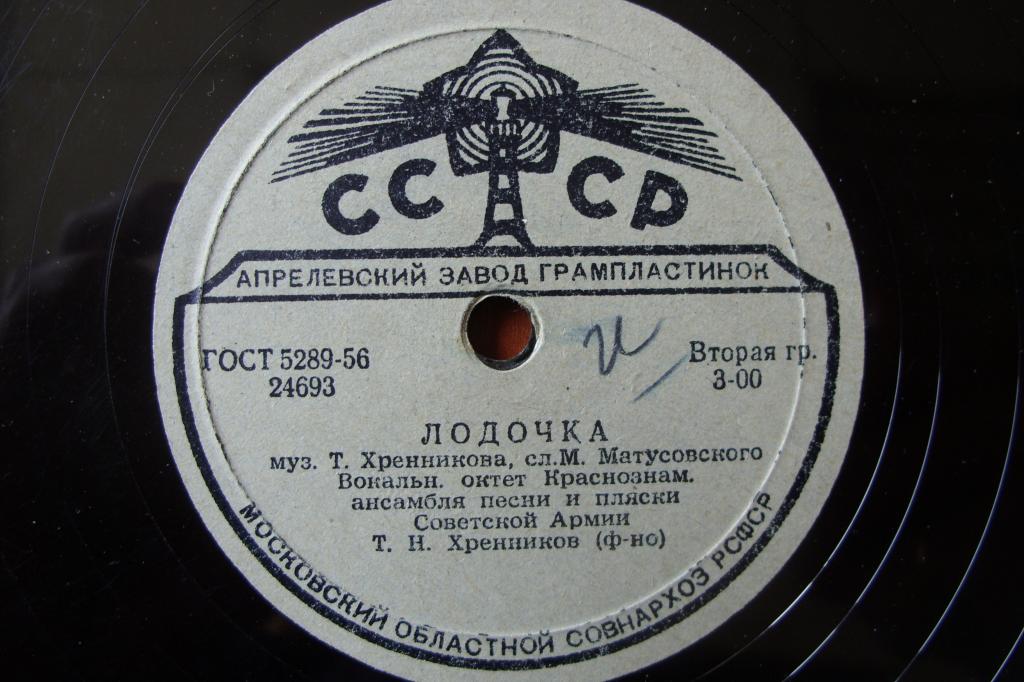 СССР
АПРЕЛЕВСКИЙ ЗАВОД ГРАМПЛАСТИНОК
ГОСТ 5289-56
24693
Вторая гр.
3-00
ЛОДОЧКА
муз. Т. Хренникова, сл.М. Матусовского
Вокальн. октет Краснознам.
ансамбля песни и пляски
Советской Армии
Т. Н. Хренников (ф-но)
МОСКОВСКИЙ ОБЛАСТНОЙ СОВНАРХОЗ РСФСР